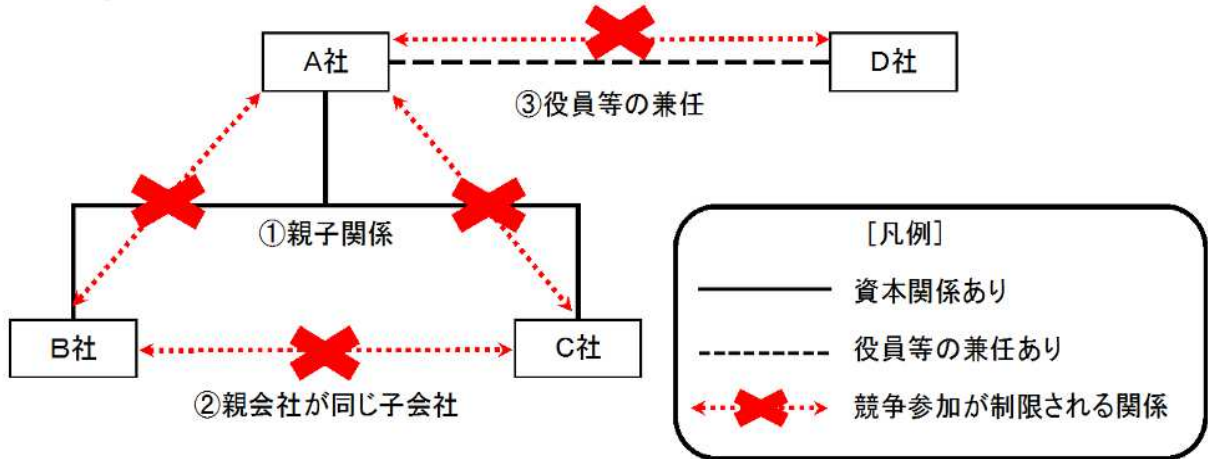 A社
D社
③役員等の兼任
①親子関係
B社
C社
②親会社が同じ子会社
[凡例]
資本関係あり
役員等の兼任あり
競争参加が制限される関係